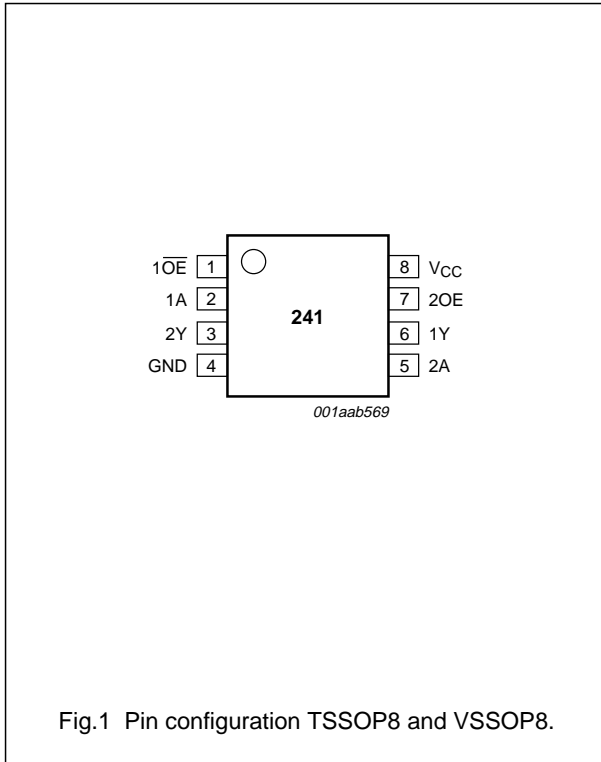 1O̅E̅ 1 8 VCC
1A 2 7 2OE
241
2Y 3 6 1Y
GND 4 5 2A
001aab569
Fig.1 Pin configuration TSSOP8 and VSSOP8.